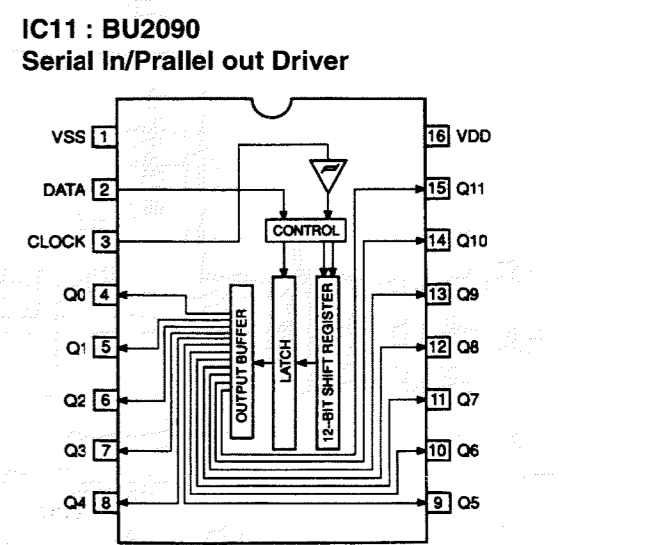 IC11 : BU2090
Serial In/Prallel out Driver
VSS 1
16 VDD
DATA 2
15 Q11
CLOCK 3
14 Q10
CONTROL
Q0 4
13 Q9
Q1 5
12 Q8
Q2 6
11 Q7
Q3 7
10 Q6
Q4 8
9 Q5
OUTPUT BUFFER
LATCH
12-BIT SHIFT REGISTER